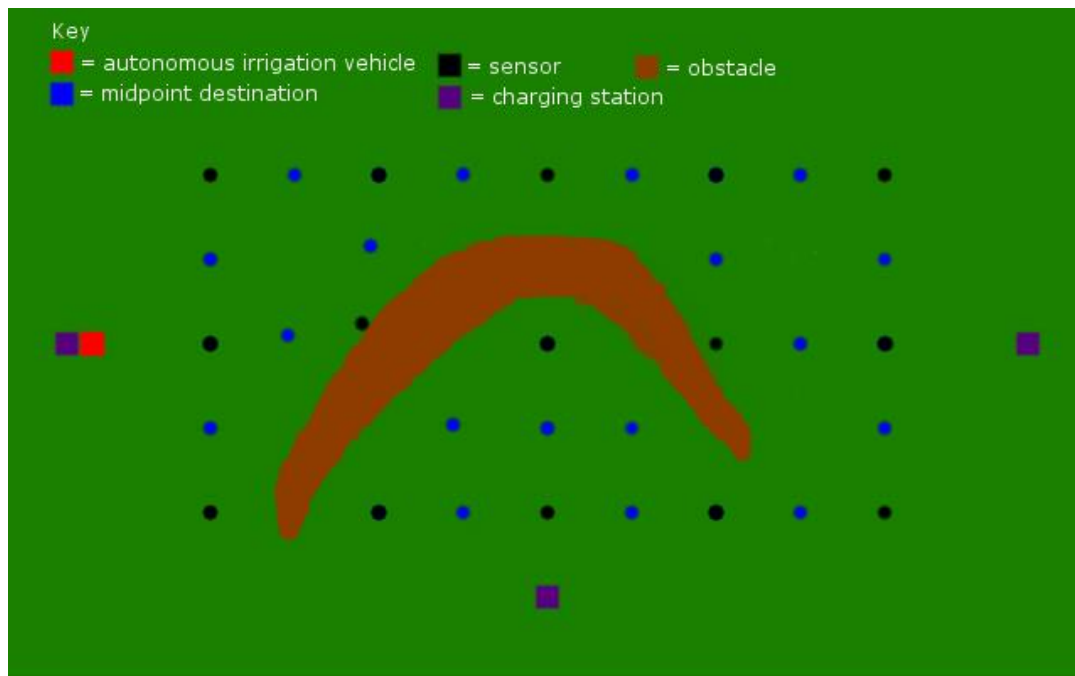 Key
= autonomous irrigation vehicle = sensor = obstacle
= midpoint destination = charging station